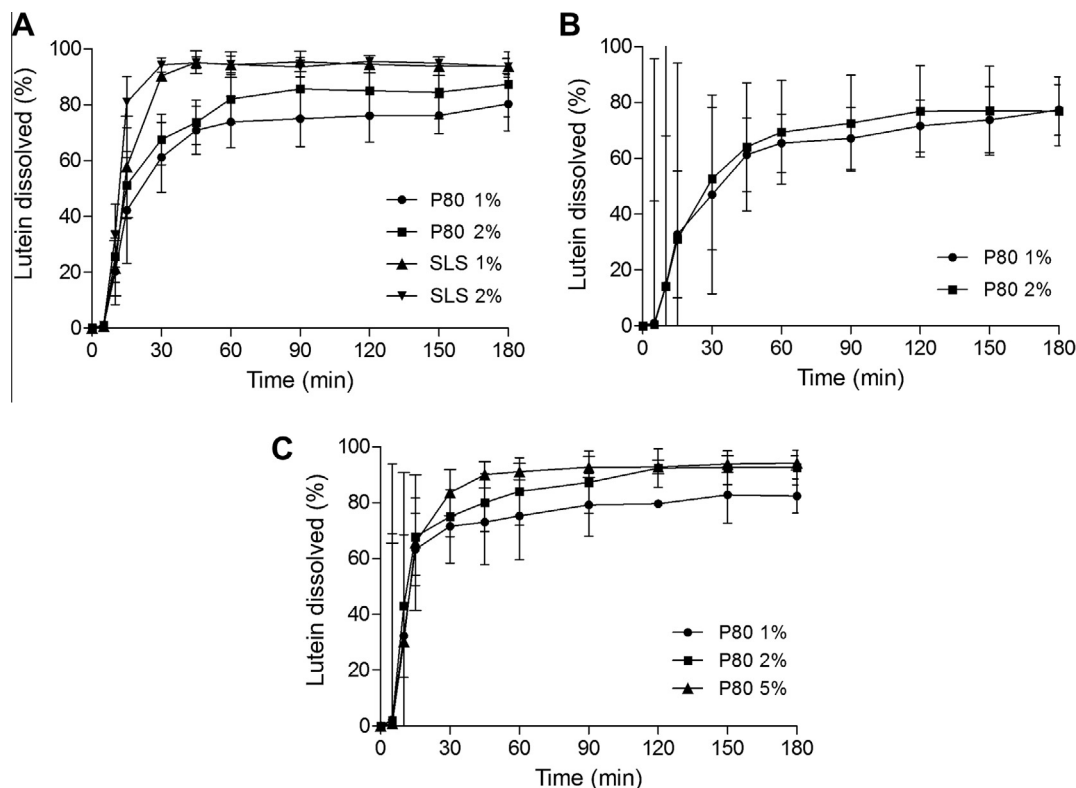 A
Lutein dissolved (%)
100
80
60
40
20
0
P80 1%
P80 2%
SLS 1%
SLS 2%
0 30 60 90 120 150 180
Time (min)
B
Lutein dissolved (%)
100
80
60
40
20
0
P80 1%
P80 2%
0 30 60 90 120 150 180
Time (min)
C
Lutein dissolved (%)
100
80
60
40
20
0
P80 1%
P80 2%
P80 5%
0 30 60 90 120 150 180
Time (min)